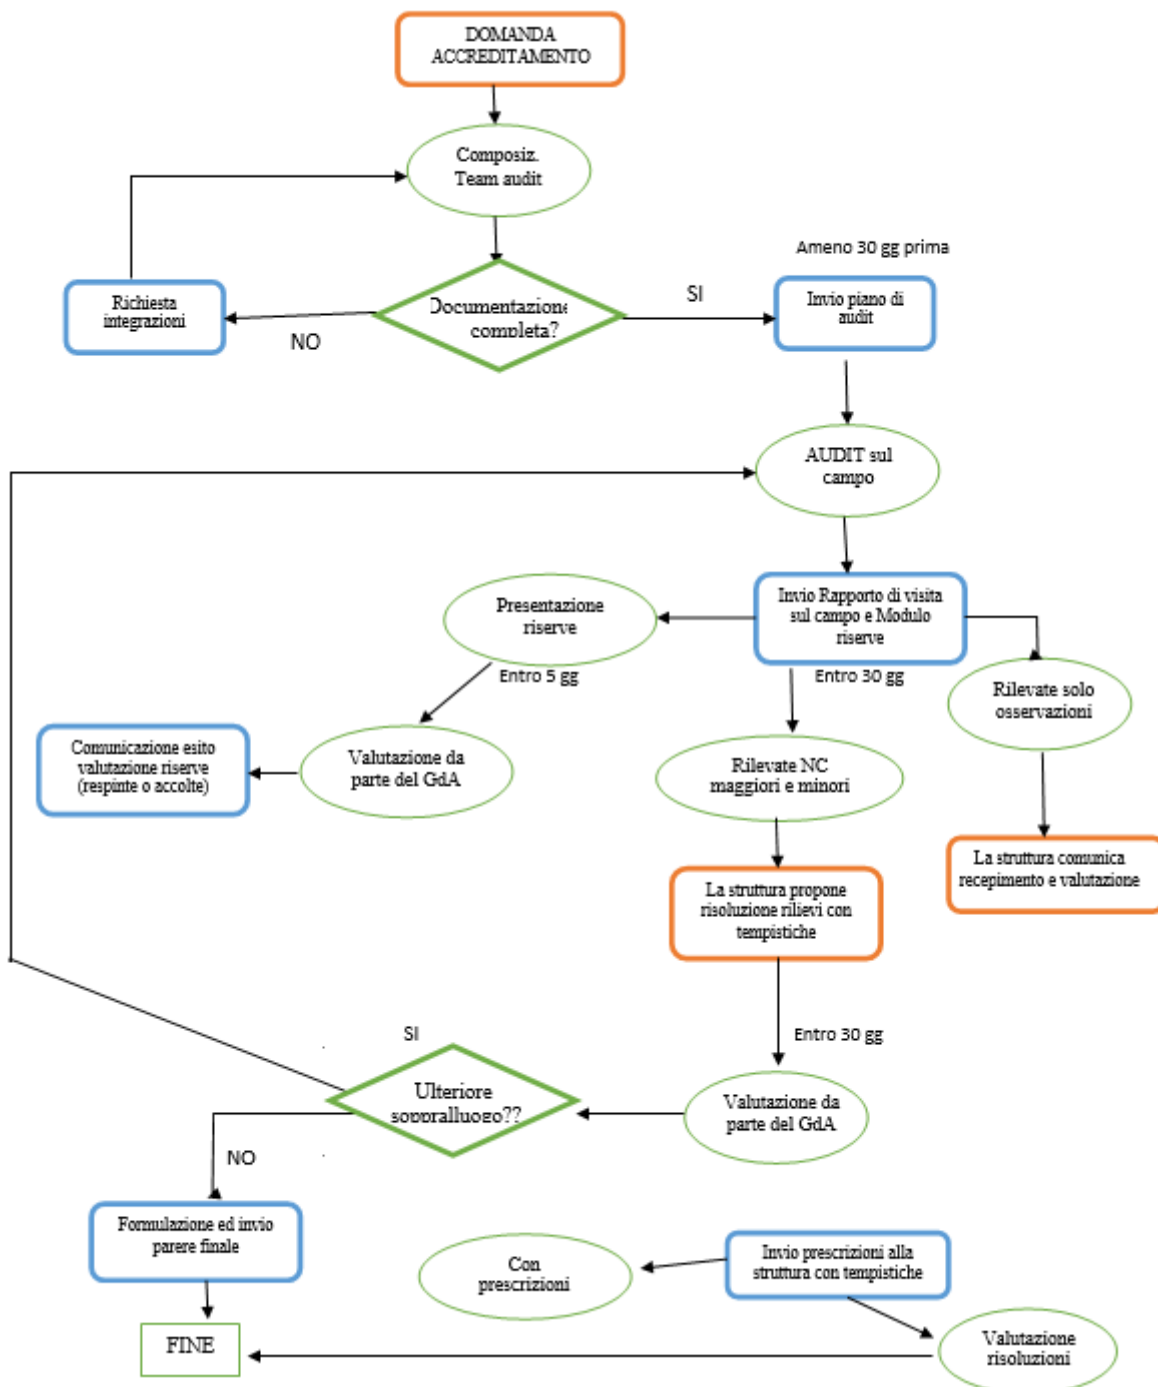 DOMANDA
ACCREDITAMENTO
Composiz.
Team audit
Ameno 30 gg prima
Richiesta
integrazioni
NO
Documentazione
completa?
SI
Invio piano di
audit
AUDIT sul
campo
Presentazione
riserve
Invio Rapporto di visita
sul campo e Modulo
riserve
Entro 5 gg
Entro 30 gg
Rilevate solo
osservazioni
Comunicazione esito
valutazione riserve
(respinte o accolte)
Valutazione da
parte del GdA
Rilevate NC
maggiori e minori
La struttura comunica
recepimento e valutazione
La struttura propone
risoluzione rilievi con
tempistiche
Entro 30 gg
SI
Ulteriore
sopralluogo??
Valutazione da
parte del GdA
NO
Formulazione ed invio
parere finale
Con
prescrizioni
Invio prescrizioni alla
struttura con tempistiche
FINE
Valutazione
risoluzioni